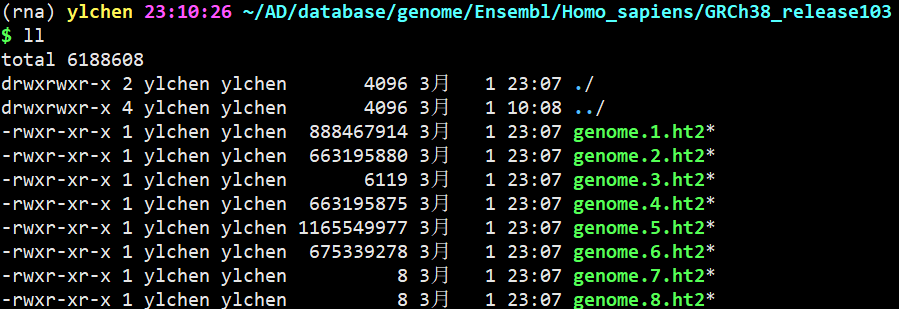 (rna) ylchen 23:10:26 ~/AD/database/genome/Ensembl/Homo_sapiens/GRCh38_release103
$ ll
total 6188608
drwxrwxr-x 2 ylchen ylchen       4096 3月   1 23:07 ./
drwxrwxr-x 4 ylchen ylchen       4096 3月   1 10:08 ../
-rwxr-xr-x 1 ylchen ylchen  888467914 3月   1 23:07 genome.1.ht2*
-rwxr-xr-x 1 ylchen ylchen  663195880 3月   1 23:07 genome.2.ht2*
-rwxr-xr-x 1 ylchen ylchen       6119 3月   1 23:07 genome.3.ht2*
-rwxr-xr-x 1 ylchen ylchen  663195875 3月   1 23:07 genome.4.ht2*
-rwxr-xr-x 1 ylchen ylchen 1165549977 3月   1 23:07 genome.5.ht2*
-rwxr-xr-x 1 ylchen ylchen  675339278 3月   1 23:07 genome.6.ht2*
-rwxr-xr-x 1 ylchen ylchen          8 3月   1 23:07 genome.7.ht2*
-rwxr-xr-x 1 ylchen ylchen          8 3月   1 23:07 genome.8.ht2*